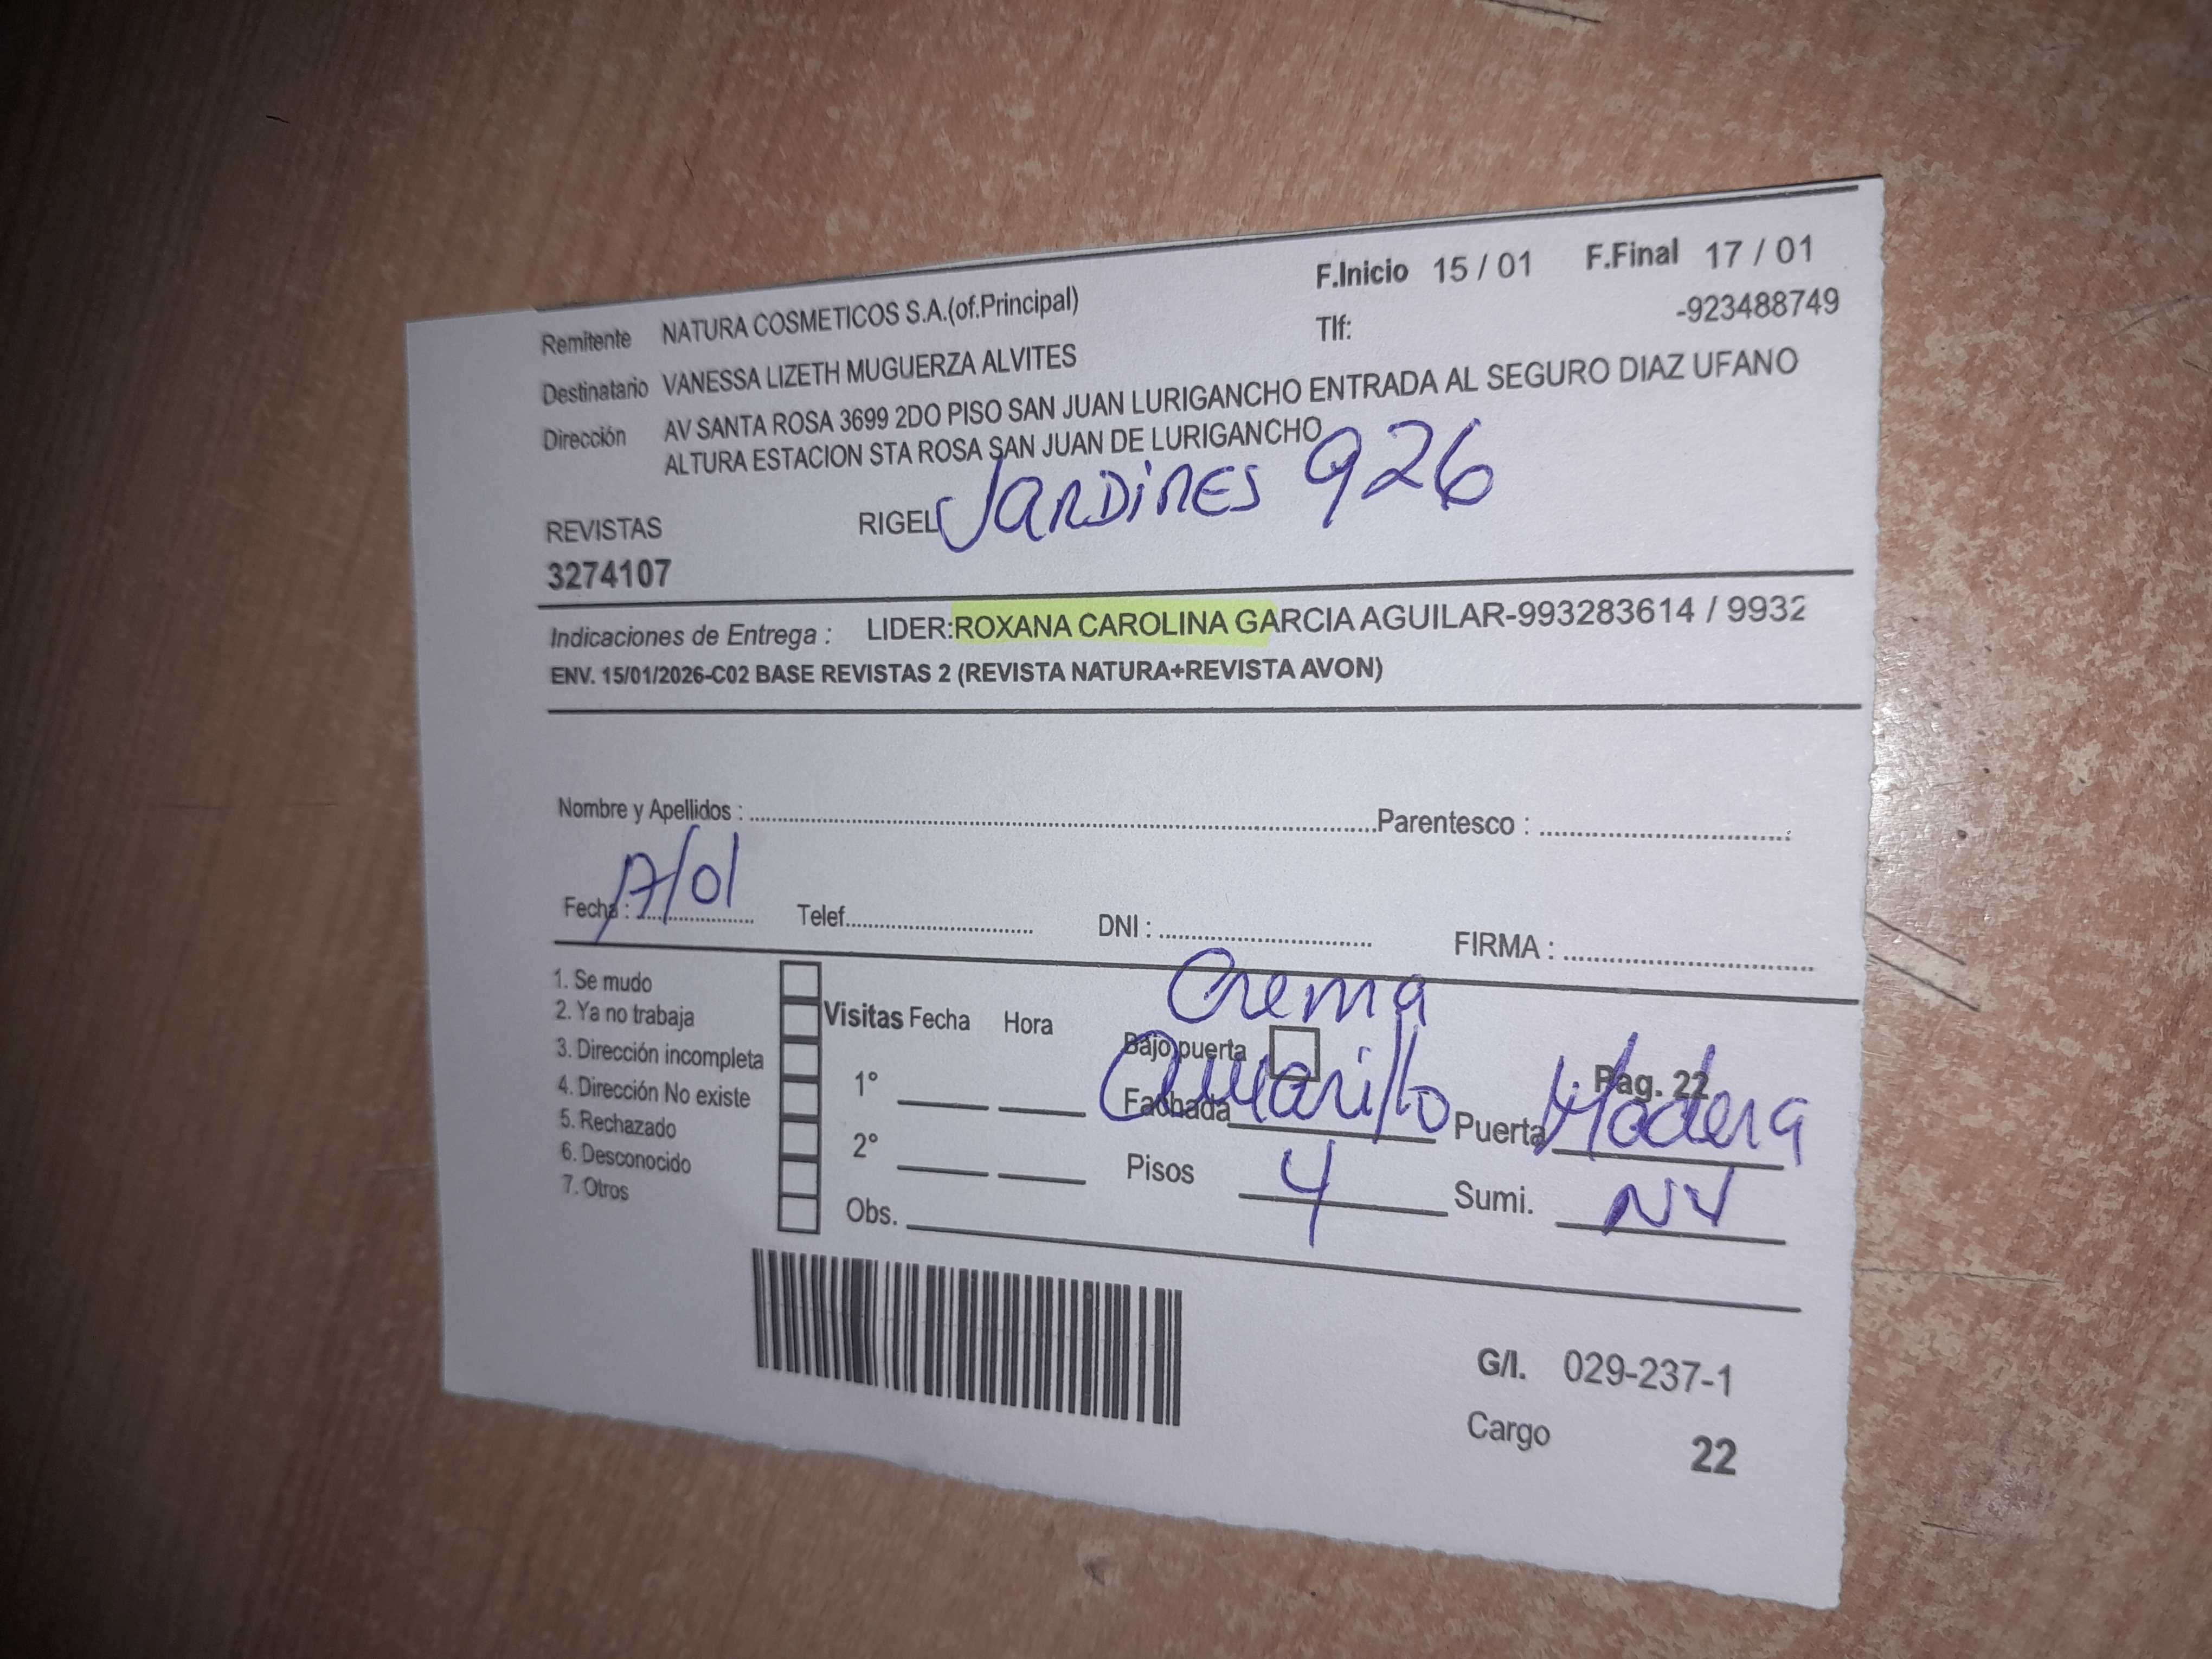 F.Inicio 15 / 01 F.Final 17 / 01
Remitente NATURA COSMETICOS S.A.(of.Principal) Tlf: -923488749
Destinatario VANESSA LIZETH MUGUERZA ALVITES
Dirección AV SANTA ROSA 3699 2DO PISO SAN JUAN LURIGANCHO ENTRADA AL SEGURO DIAZ UFANO
ALTURA ESTACION STA ROSA SAN JUAN DE LURIGANCHO
REVISTAS RIGEL Jardines 926
3274107
Indicaciones de Entrega : LIDER:ROXANA CAROLINA GARCIA AGUILAR-993283614 / 9932
ENV. 15/01/2026-C02 BASE REVISTAS 2 (REVISTA NATURA+REVISTA AVON)
Nombre y Apellidos : Parentesco :
Fecha : /01 Telef. DNI : FIRMA :
1. Se mudo
2. Ya no trabaja
3. Dirección incompleta
4. Dirección No existe
5. Rechazado
6. Desconocido
7. Otros
Visitas Fecha Hora
1°
2°
Obs.
Crema
Bajo puerta Pag. 22
Fachada Amarillo Puerta Madera
Pisos 4 Sumi. NV
G/I. 029-237-1
Cargo 22